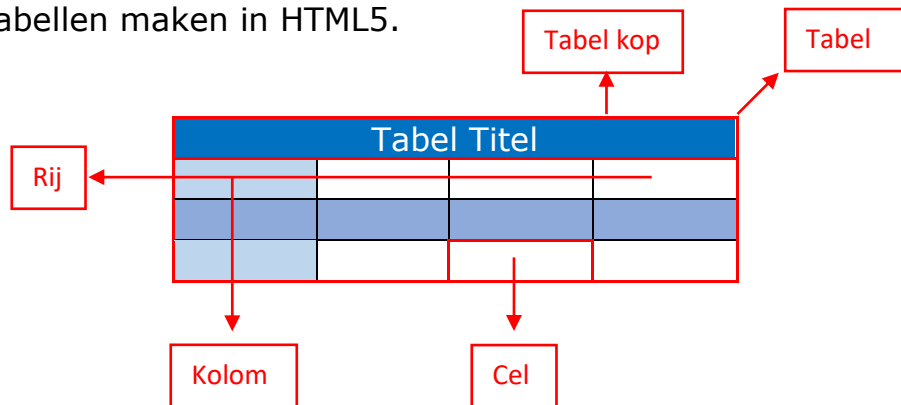 abellen maken in HTML5.
Tabel kop
Tabel
Tabel Titel
Rij
Kolom
Cel